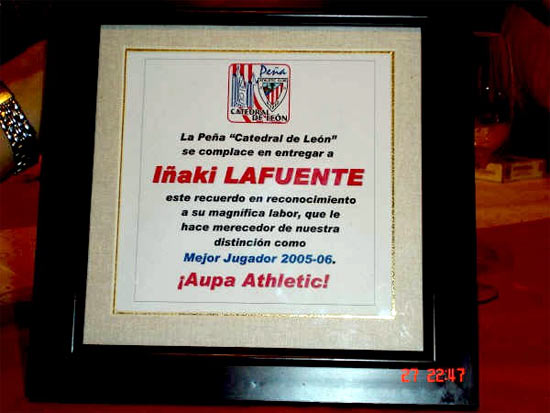 Peña
CATEDRAL
DE LEÓN
La Peña “Catedral de León”
se complace en entregar a
Iñaki LAFUENTE
este recuerdo en reconocimiento
a su magnífica labor, que le
hace merecedor de nuestra
distinción como
Mejor Jugador 2005-06.
¡Aupa Athletic!
27 22:47